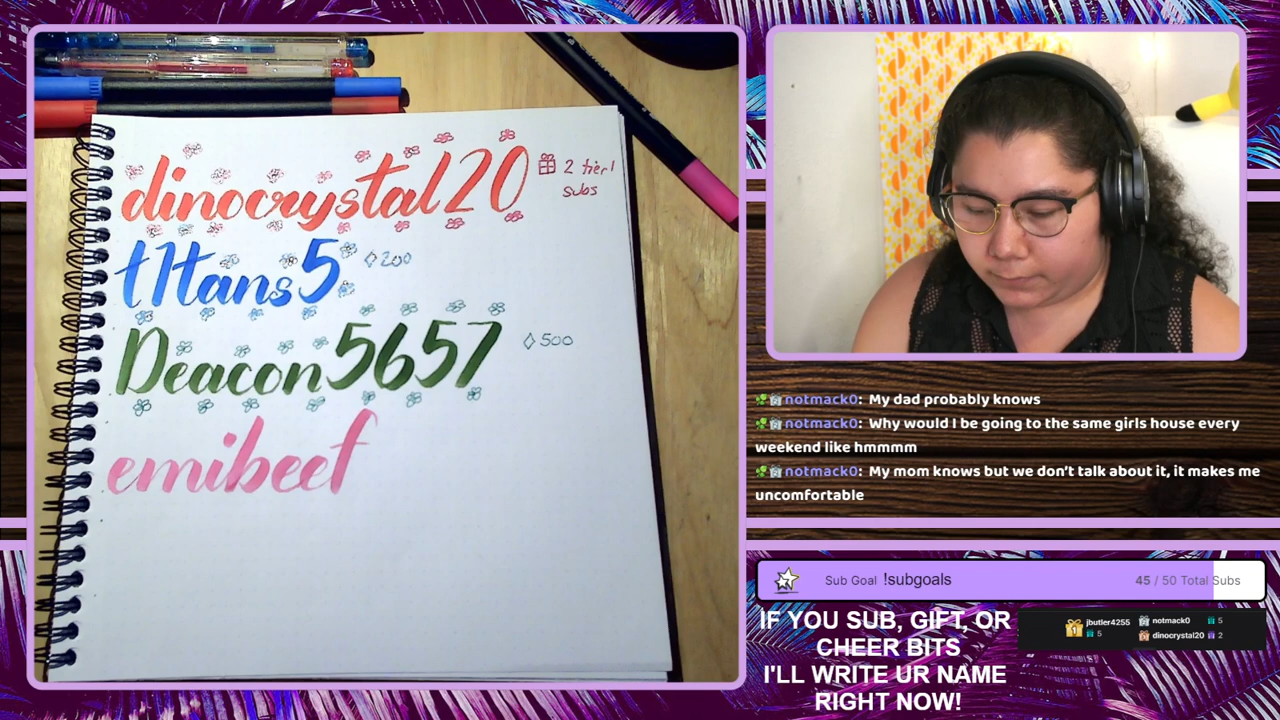 dinocrystal20 2 tier 1
subs
t1tans5 200
Deacon5657 500
emibeef
notmack0: My dad probably knows
notmack0: Why would I be going to the same girls house every
weekend like hmmmm
notmack0: My mom knows but we don't talk about it, it makes me
uncomfortable
Sub Goal !subgoals 45 / 50 Total Subs
IF YOU SUB, GIFT, OR
CHEER BITS
I'LL WRITE UR NAME
RIGHT NOW!
1 jbutler4255 5
notmack0 5
dinocrystal20 2